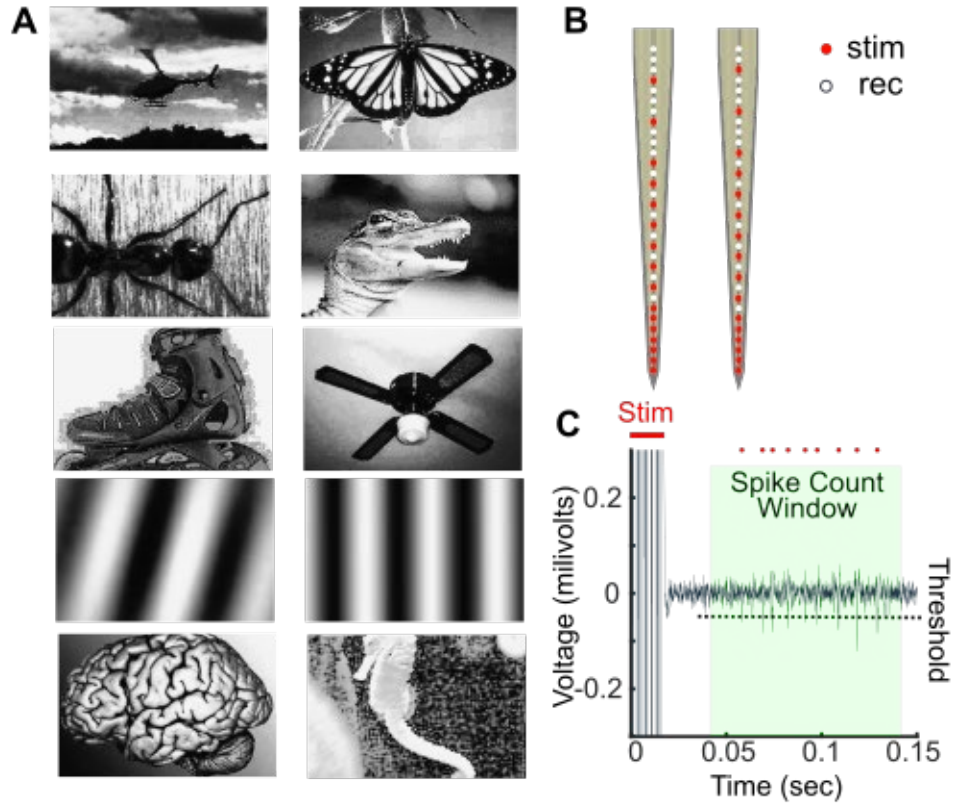 A
B
stim
rec
C
Stim
Spike Count
Window
Voltage (milivolts)
0.2
0
-0.2
Threshold
0
0.05
0.1
0.15
Time (sec)